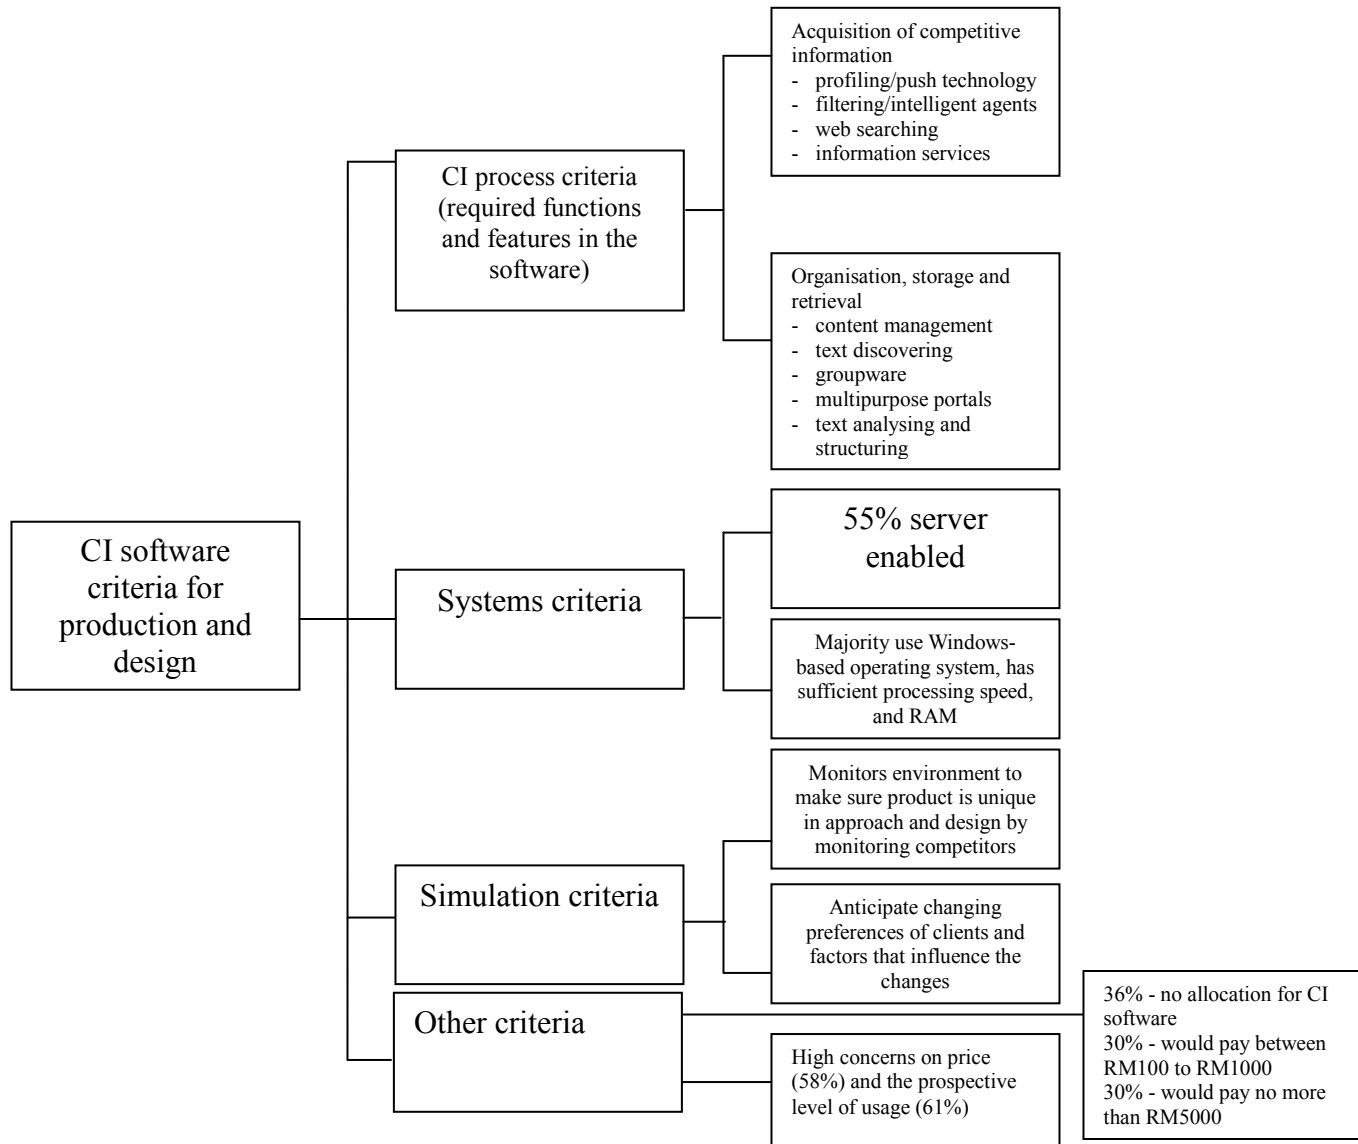 Acquisition of competitive
information
- profiling/push technology
- filtering/intelligent agents
- web searching
- information services
CI process criteria
(required functions
and features in the
software)
Organisation, storage and
retrieval
- content management
- text discovering
- groupware
- multipurpose portals
- text analysing and
structuring
CI software
criteria for
production and
design
Systems criteria
55% server
enabled
Majority use Windows-
based operating system, has
sufficient processing speed,
and RAM
Simulation criteria
Monitors environment to
make sure product is unique
in approach and design by
monitoring competitors
Anticipate changing
preferences of clients and
factors that influence the
changes
Other criteria
36% - no allocation for CI
software
30% - would pay between
RM100 to RM1000
30% - would pay no more
than RM5000
High concerns on price
(58%) and the prospective
level of usage (61%)